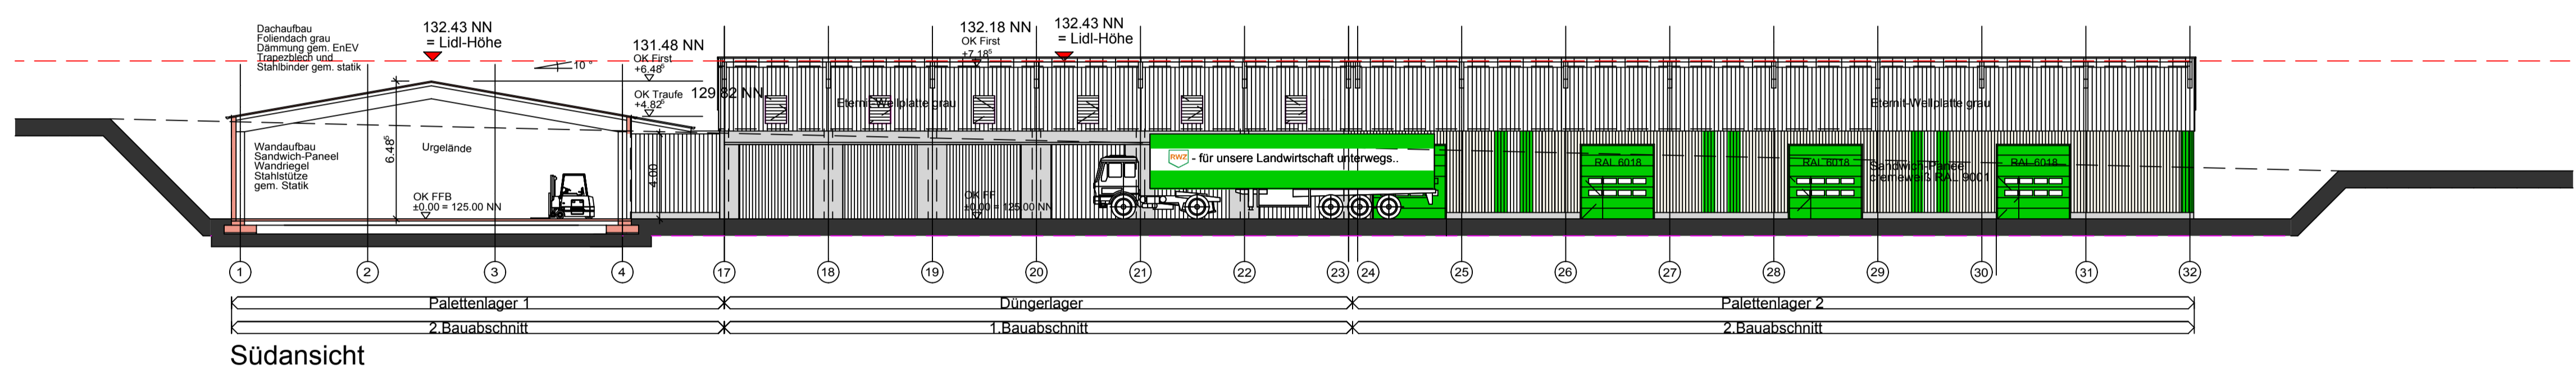 Dachaufbau
Foliendach grau
Dämmung gem. EnEV
Trapezblech und
Stahlbinder gem. statik
132.43 NN
= Lidl-Höhe
10 °
131.48 NN
OK First
+6.48⁵
OK Traufe
129.82 NN
+4.82⁵
132.18 NN
OK First
+7.18⁵
132.43 NN
= Lidl-Höhe
Eternit-Wellplatte grau
Eternit-Wellplatte grau
Wandaufbau
Sandwich-Paneel
Wandriegel
Stahlstütze
gem. Statik
6.48⁵
Urgelände
4.00
OK FFB
±0.00 = 125.00 NN
OK FF
±0.00 = 125.00 NN
RWZ - für unsere Landwirtschaft unterwegs..
RAL 6018
RAL 6018
RAL 6018
Sandwich-Paneel
cremeweiß RAL 9001
1 2 3 4 17 18 19 20 21 22 23 24 25 26 27 28 29 30 31 32
Palettenlager 1 Düngerlager Palettenlager 2
2.Bauabschnitt 1.Bauabschnitt 2.Bauabschnitt
Südansicht